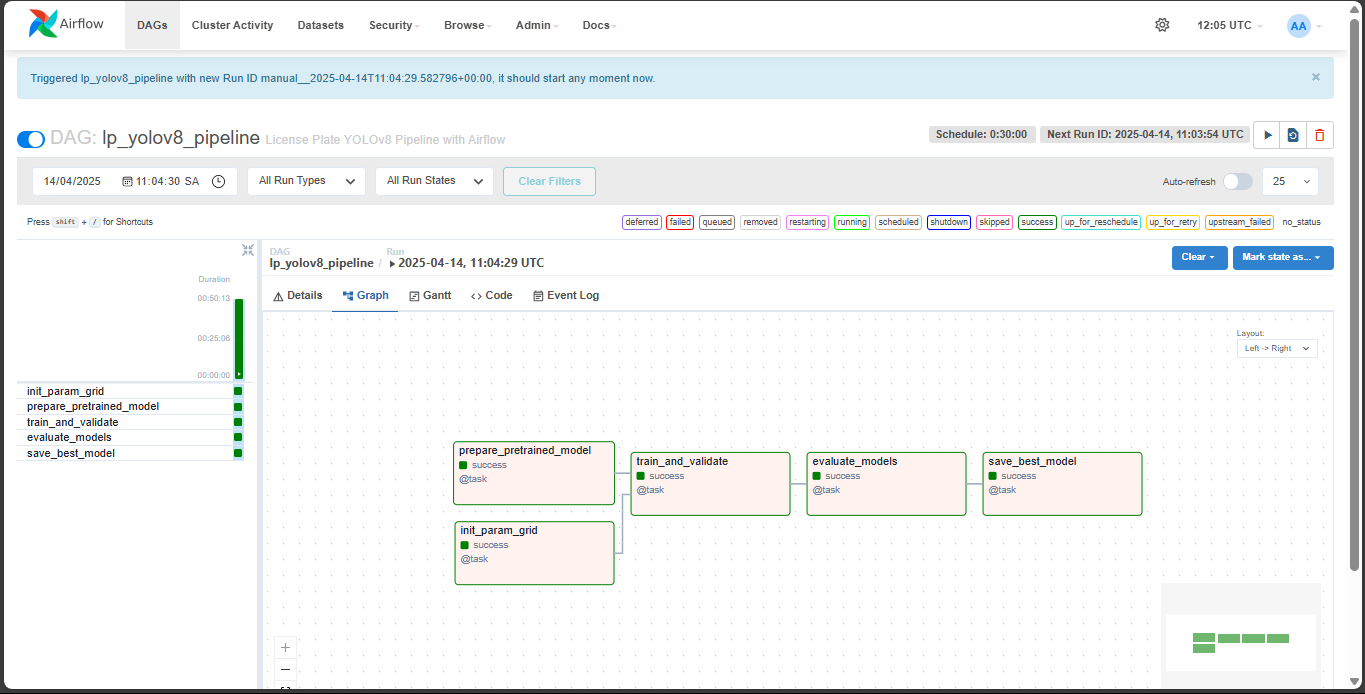 Airflow
DAGs
Cluster Activity
Datasets
Security
Browse
Admin
Docs
12:05 UTC
AA
Triggered lp_yolov8_pipeline with new Run ID manual__2025-04-14T11:04:29.582796+00:00, it should start any moment now.
×
DAG: lp_yolov8_pipeline License Plate YOLOv8 Pipeline with Airflow
Schedule: 0:30:00
Next Run ID: 2025-04-14, 11:03:54 UTC
14/04/2025 11:04:30 SA
All Run Types
All Run States
Clear Filters
Auto-refresh
25
Press shift + / for Shortcuts
deferred
failed
queued
removed
restarting
running
scheduled
shutdown
skipped
success
up_for_reschedule
up_for_retry
upstream_failed
no_status
DAG
lp_yolov8_pipeline /
Run
2025-04-14, 11:04:29 UTC
Clear
Mark state as...
Duration
00:50:13
00:25:06
00:00:00
init_param_grid
prepare_pretrained_model
train_and_validate
evaluate_models
save_best_model
Details
Graph
Gantt
<> Code
Event Log
Layout:
Left -> Right
prepare_pretrained_model
success
@task
init_param_grid
success
@task
train_and_validate
success
@task
evaluate_models
success
@task
save_best_model
success
@task